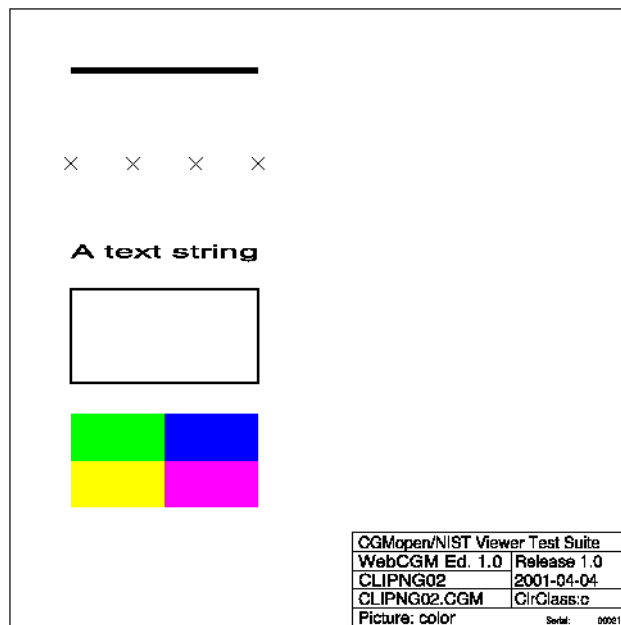 A text string
CGMopen/NIST Viewer Test Suite
WebCGM Ed. 1.0 Release 1.0
CLIPNG02 2001-04-04
CLIPNG02.CGM ClrClass:c
Picture: color Serial: